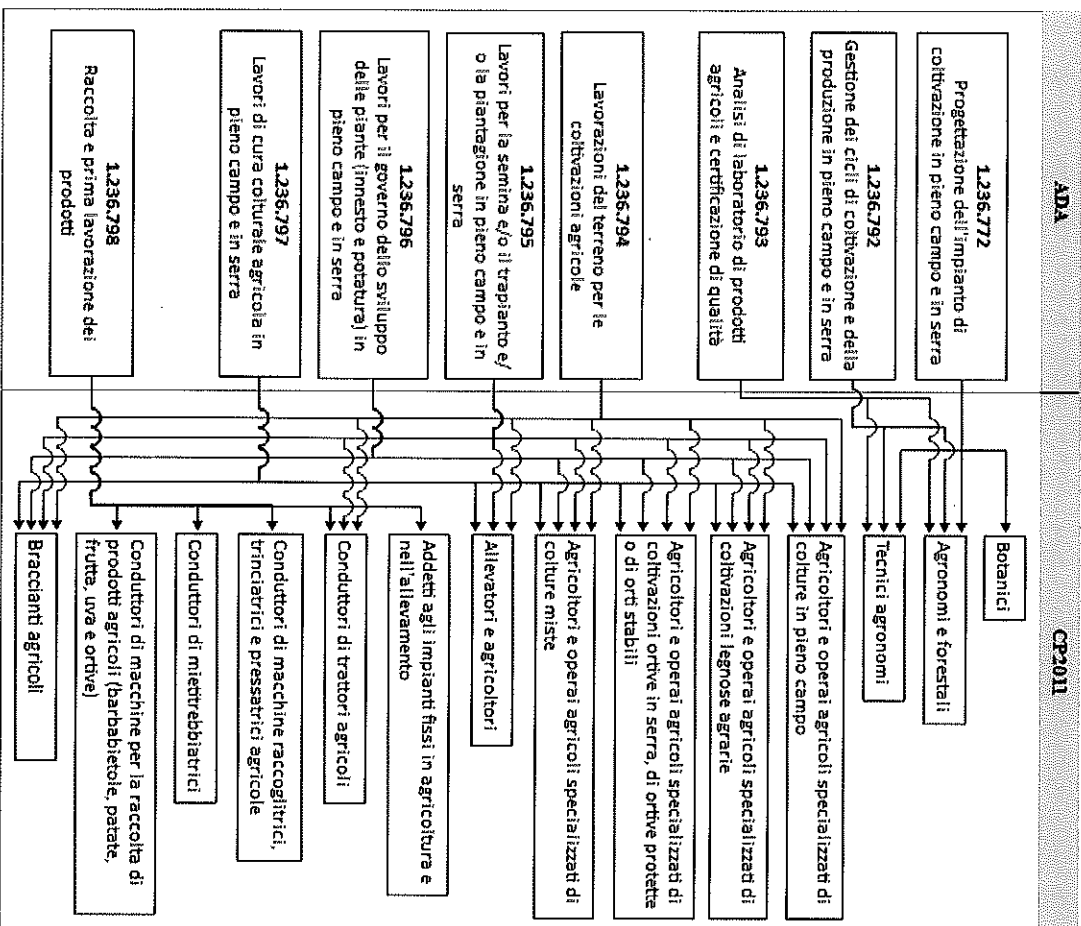 ADA
CP2011
1.236.772
Progettazione dell'impianto di
coltivazione in pieno campo e in serra
1.236.792
Gestione dei cicli di coltivazione e della
produzione in pieno campo e in serra
1.236.793
Analisi di laboratorio di prodotti
agricoli e certificazione di qualità
1.236.794
Lavorazioni del terreno per le
coltivazioni agricole
1.236.795
Lavori per la semina e/o il trapianto e/
o la piantagione in pieno campo e in
serra
1.236.796
Lavori per il governo dello sviluppo
delle piante (innesto e potatura) in
pieno campo e in serra
1.236.797
Lavori di cura colturale agricola in
pieno campo e in serra
1.236.798
Raccolta e prima lavorazione dei
prodotti
Botanici
Agronomi e forestali
Tecnici agronomi
Agricoltori e operai agricoli specializzati di
colture in pieno campo
Agricoltori e operai agricoli specializzati di
coltivazioni legnose agrarie
Agricoltori e operai agricoli specializzati di
coltivazioni ortive in serra, di ortive protette
o di orti stabili
Agricoltori e operai agricoli specializzati di
colture miste
Allevatori e agricoltori
Addetti agli impianti fissi in agricoltura e
nell'allevamento
Conduttori di trattori agricoli
Conduttori di macchine raccoglitrici,
trinciatrici e pressatrici agricole
Conduttori di mietitrebbiatrici
Conduttori di macchine per la raccolta di
prodotti agricoli (barbabietole, patate,
frutta, uva e ortive)
Braccianti agricoli